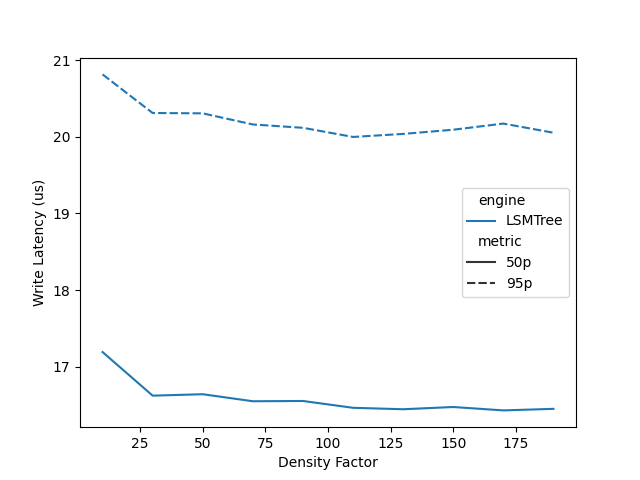 21
20
19
18
17
Write Latency (us)
engine
LSMTree
metric
50p
95p
25 50 75 100 125 150 175
Density Factor